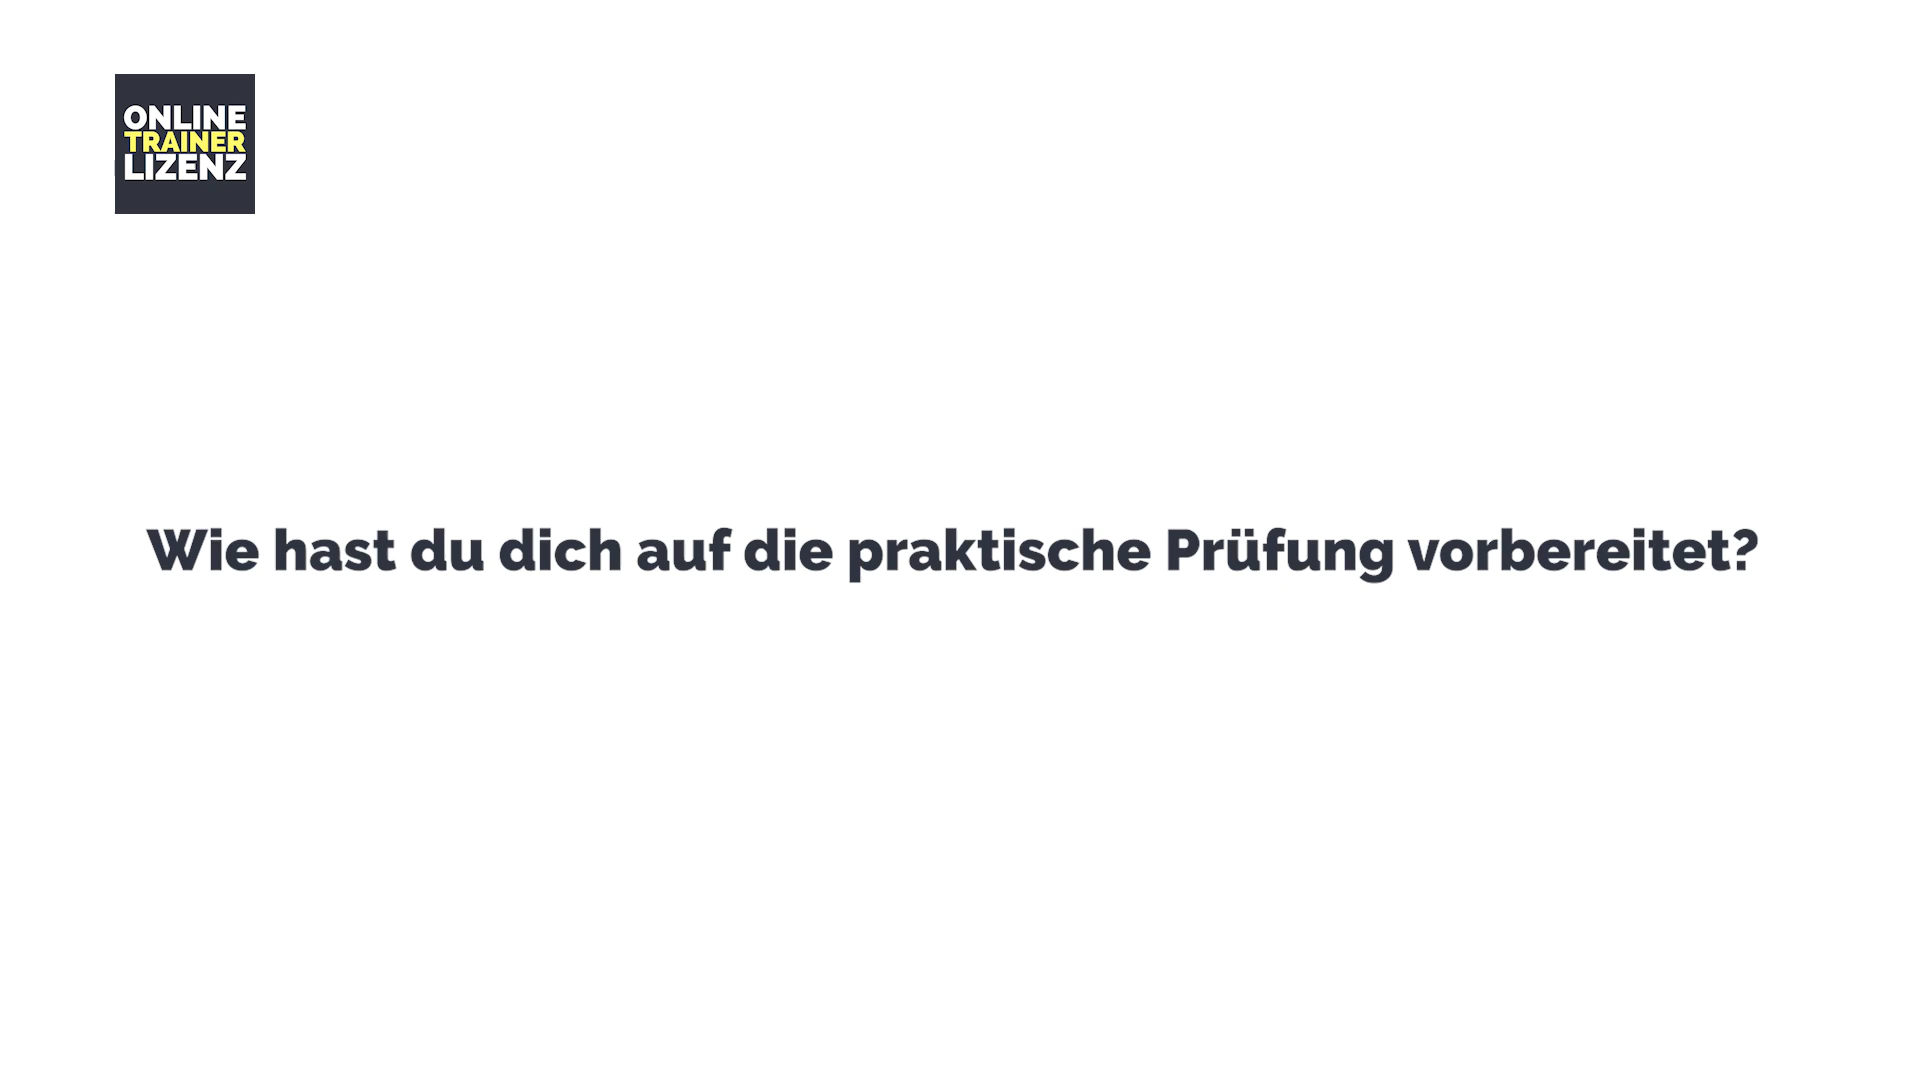 ONLINE
TRAINER
LIZENZ
Wie hast du dich auf die praktische Prüfung vorbereitet?